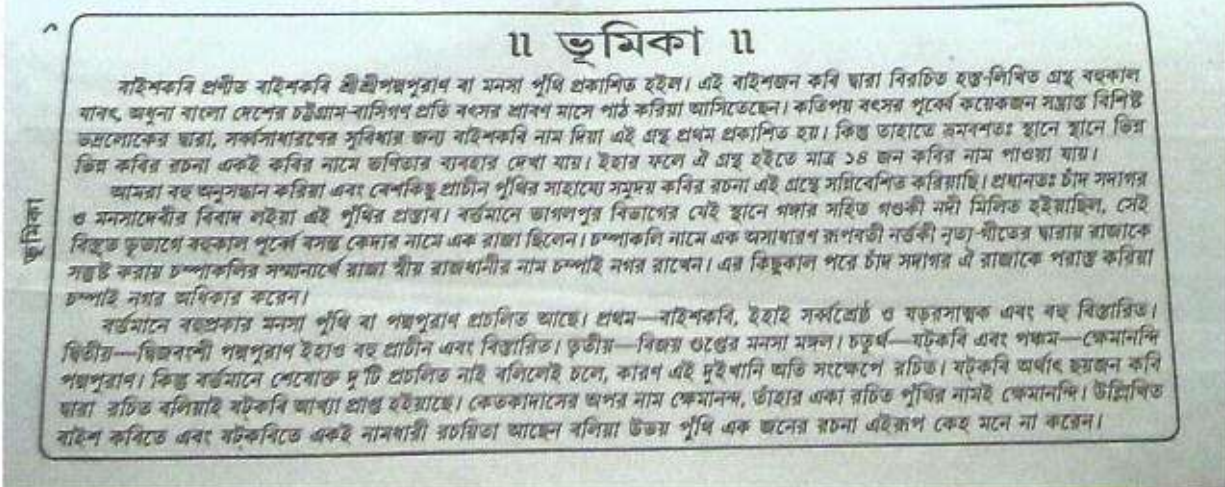 ॥ ভূমিকা ॥
বাইশকবি প্রণীত বাইশকবি শ্রীশ্রীপদ্মপুরাণ বা মনসা পুঁথি প্রকাশিত হইল। এই বাইশজন কবি দ্বারা বিরচিত হস্ত-লিখিত গ্রন্থ বহুকাল
যাবৎ, অধুনা বাংলা দেশের চট্টগ্রাম-বাসিগণ প্রতি বৎসর শ্রাবণ মাসে পাঠ করিয়া আসিতেছেন। কতিপয় বৎসর পূর্ব্বে কয়েকজন সম্ভ্রান্ত বিশিষ্ট
ভদ্রলোকের দ্বারা, সর্ব্বসাধারণের সুবিধার জন্য বাইশকবি নাম দিয়া এই গ্রন্থ প্রথম প্রকাশিত হয়। কিন্তু তাহাতে ভ্রমবশতঃ স্থানে স্থানে ভিন্ন
ভিন্ন কবির রচনা একই কবির নামে ভণিতার ব্যবহার দেখা যায়। ইহার ফলে ঐ গ্রন্থ হইতে মাত্র ১৪ জন কবির নাম পাওয়া যায়।
আমরা বহু অনুসন্ধান করিয়া এবং বেশকিছু প্রাচীন পুঁথির সাহায্যে সমুদয় কবির রচনা এই গ্রন্থে সন্নিবেশিত করিয়াছি। প্রধানতঃ চাঁদ সদাগর
ও মনসাদেবীর বিবাদ লইয়া এই পুঁথির প্রস্তাব। বর্ত্তমানে ভাগলপুর বিভাগের যেই স্থানে গঙ্গার সহিত গণ্ডকী নদী মিলিত হইয়াছিল, সেই
বিস্তৃত ভূভাগে বহুকাল পূর্ব্বে বসন্ত কেদার নামে এক রাজা ছিলেন। চম্পাকলি নামে এক অসাধারণ রূপবতী নর্ত্তকী নৃত্য-গীতের দ্বারায় রাজাকে
সন্তুষ্ট করায় চম্পাকলির সম্মানার্থে রাজা স্বীয় রাজধানীর নাম চম্পাই নগর রাখেন। এর কিছুকাল পরে চাঁদ সদাগর ঐ রাজাকে পরাস্ত করিয়া
চম্পাই নগর অধিকার করেন।
বর্ত্তমানে বহুপ্রকার মনসা পুঁথি বা পদ্মপুরাণ প্রচলিত আছে। প্রথম—বাইশকবি, ইহাই সর্ব্বশ্রেষ্ঠ ও ষড়রসাত্মক এবং বহু বিস্তারিত।
দ্বিতীয়—দ্বিজবংশী পদ্মপুরাণ ইহাও বহু প্রাচীন এবং বিস্তারিত। তৃতীয়—বিজয় গুপ্তের মনসা মঙ্গল। চতুর্থ—ষট্‌কবি এবং পঞ্চম—ক্ষেমানন্দি
পদ্মপুরাণ। কিন্তু বর্ত্তমানে শেষোক্ত দু'টি প্রচলিত নাই বলিলেই চলে, কারণ এই দুইখানি অতি সংক্ষেপে রচিত। ষট্‌কবি অর্থাৎ ছয়জন কবি
দ্বারা রচিত বলিয়াই ষট্‌কবি আখ্যা প্রাপ্ত হইয়াছে। কেতকাদাসের অপর নাম ক্ষেমানন্দ, তাঁহার একা রচিত পুঁথির নামই ক্ষেমানন্দি। উল্লিখিত
বাইশ কবিতে এবং ষট্‌কবিতে একই নামধারী রচয়িতা আছেন বলিয়া উভয় পুঁথি এক জনের রচনা এইরূপ কেহ মনে না করেন।
ভূমিকা